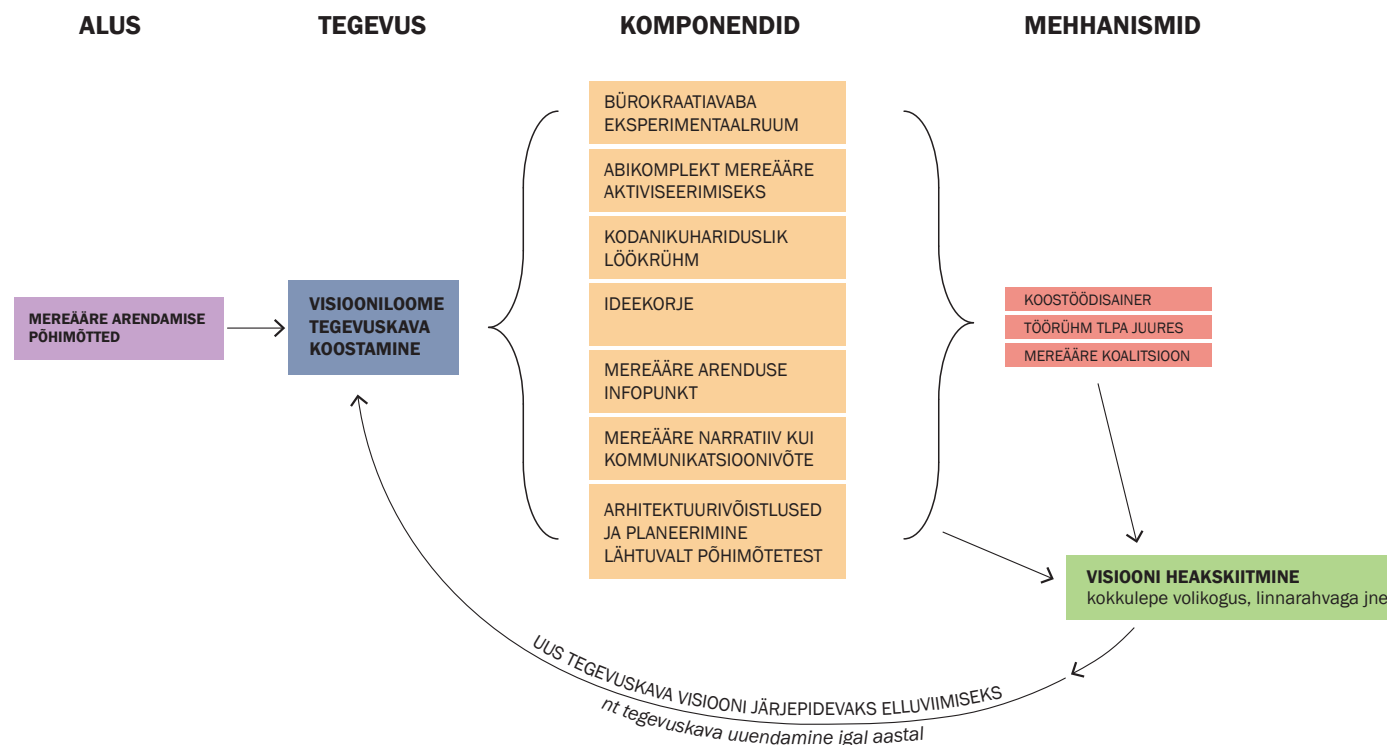 ALUS
TEGEVUS
KOMPONENDID
MEHHANISMID
MEREÄÄRE ARENDAMISE
PÕHIMÕTTED
VISIOONILOOME
TEGEVUSKAVA
KOOSTAMINE
BÜROKRAATIAVABA
EKSPERIMENTAALRUUM
ABIKOMPLEKT MEREÄÄRE
AKTIVISEERIMISEKS
KODANIKUHARIDUSLIK
LÖÖKRÜHM
IDEEKORJE
MEREÄÄRE ARENDUSE
INFOPUNKT
MEREÄÄRE NARRATIIV KUI
KOMMUNIKATSIOONIVÕTE
ARHITEKTUURIVÕISTLUSED
JA PLANEERIMINE
LÄHTUVALT PÕHIMÕTETEST
KOOSTÖÖDISAINER
TÖÖRÜHM TLPA JUURES
MEREÄÄRE KOALITSIOON
VISIOONI HEAKSKIITMINE
kokkulepe volikogus, linnarahvaga jne
UUS TEGEVUSKAVA VISIOONI JÄRJEPIDEVAKS ELLUVIIMISEKS
nt tegevuskava uuendamine igal aastal